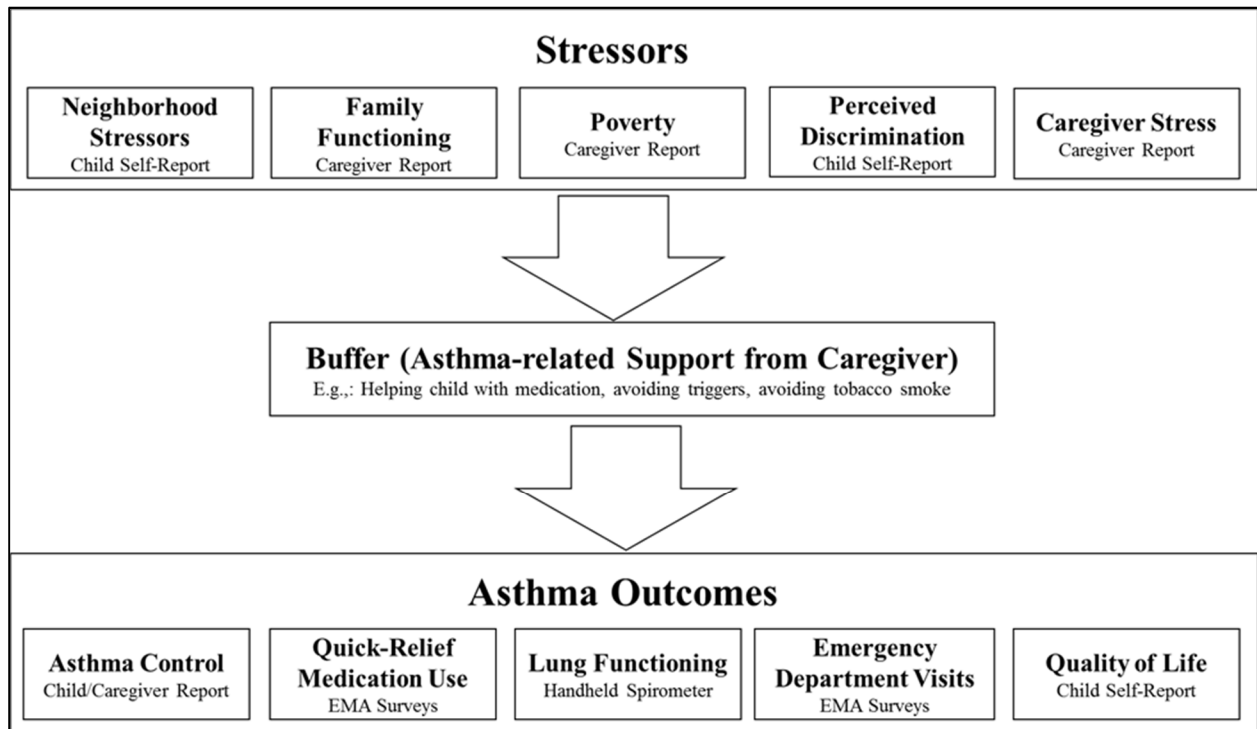 Stressors
Neighborhood
Stressors
Child Self-Report
Family
Functioning
Caregiver Report
Poverty
Caregiver Report
Perceived
Discrimination
Child Self-Report
Caregiver Stress
Caregiver Report
Buffer (Asthma-related Support from Caregiver)
E.g.,: Helping child with medication, avoiding triggers, avoiding tobacco smoke
Asthma Outcomes
Asthma Control
Child/Caregiver Report
Quick-Relief
Medication Use
EMA Surveys
Lung Functioning
Handheld Spirometer
Emergency
Department Visits
EMA Surveys
Quality of Life
Child Self-Report